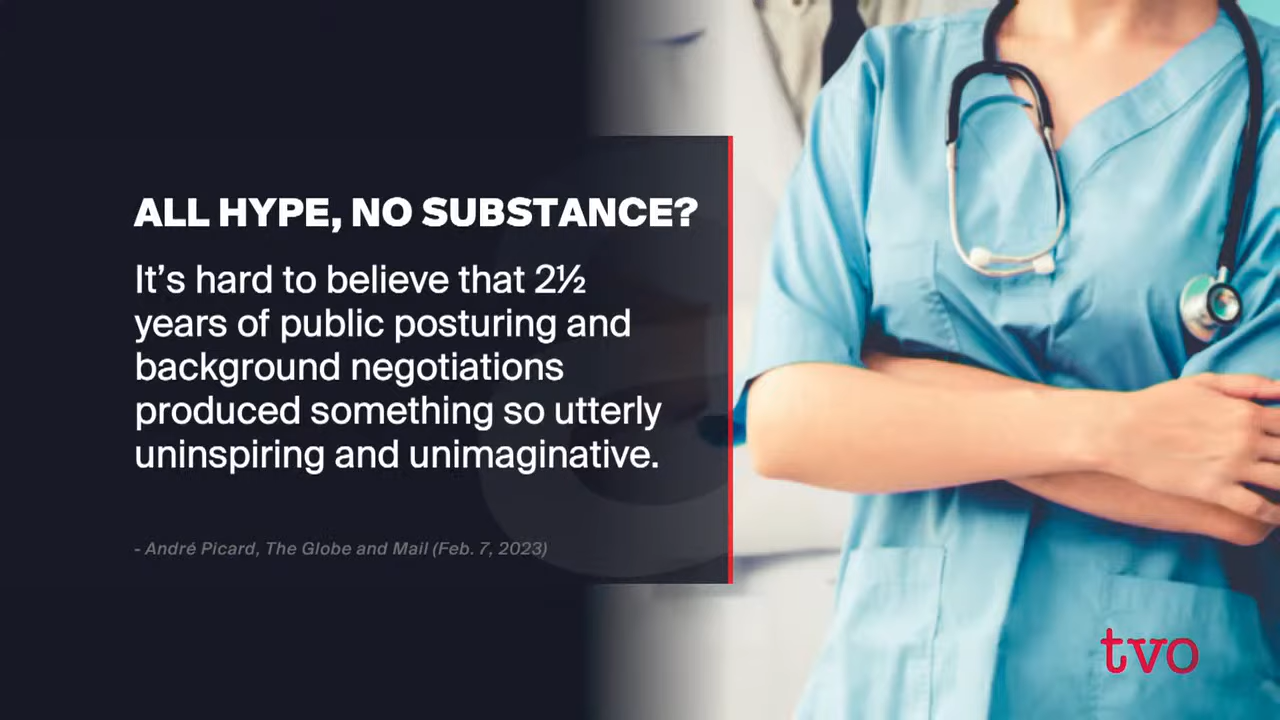 ALL HYPE, NO SUBSTANCE?
It’s hard to believe that 2½
years of public posturing and
background negotiations
produced something so utterly
uninspiring and unimaginative.
- André Picard, The Globe and Mail (Feb. 7, 2023)
tvo